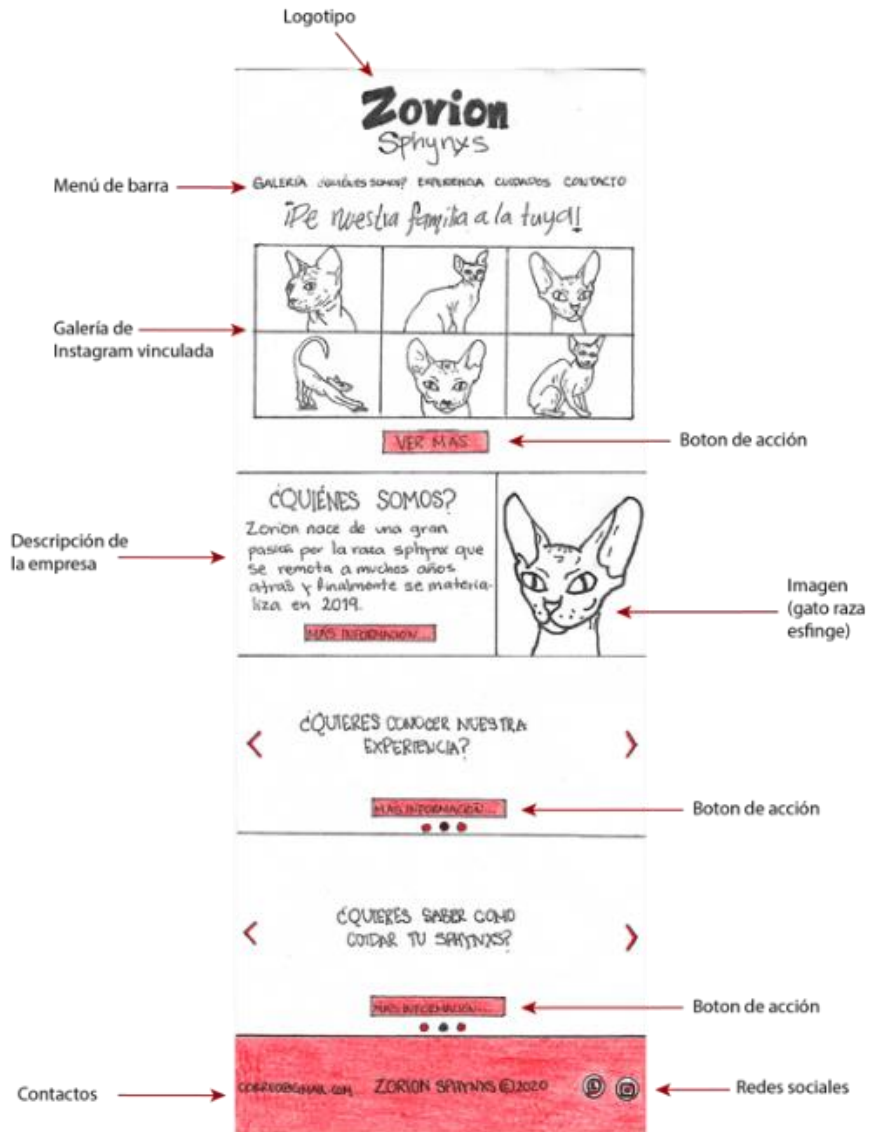 Logotipo
Zorion
Sphynxs
Menú de barra
GALERÍA ¿QUIÉNES SOMOS? EXPERIENCIA CUIDADOS CONTACTO
¡De nuestra familia a la tuya!
Galería de
Instagram vinculada
VER MAS
Boton de acción
¿QUIÉNES SOMOS?
Zorion nace de una gran
pasión por la raza sphynx que
se remota a muchos años
atras y finalmente se materia-
liza en 2019.
MÁS INFORMACIÓN...
Descripción de
la empresa
Imagen
(gato raza
esfinge)
¿QUIERES CONOCER NUESTRA
EXPERIENCIA?
MÁS INFORMACIÓN...
Boton de acción
¿QUIERES SABER COMO
CUIDAR TU SPHYNXS?
MÁS INFORMACIÓN...
Boton de acción
Contactos
CORREO@GMAIL.COM ZORION SPHYNXS ©2020
Redes sociales